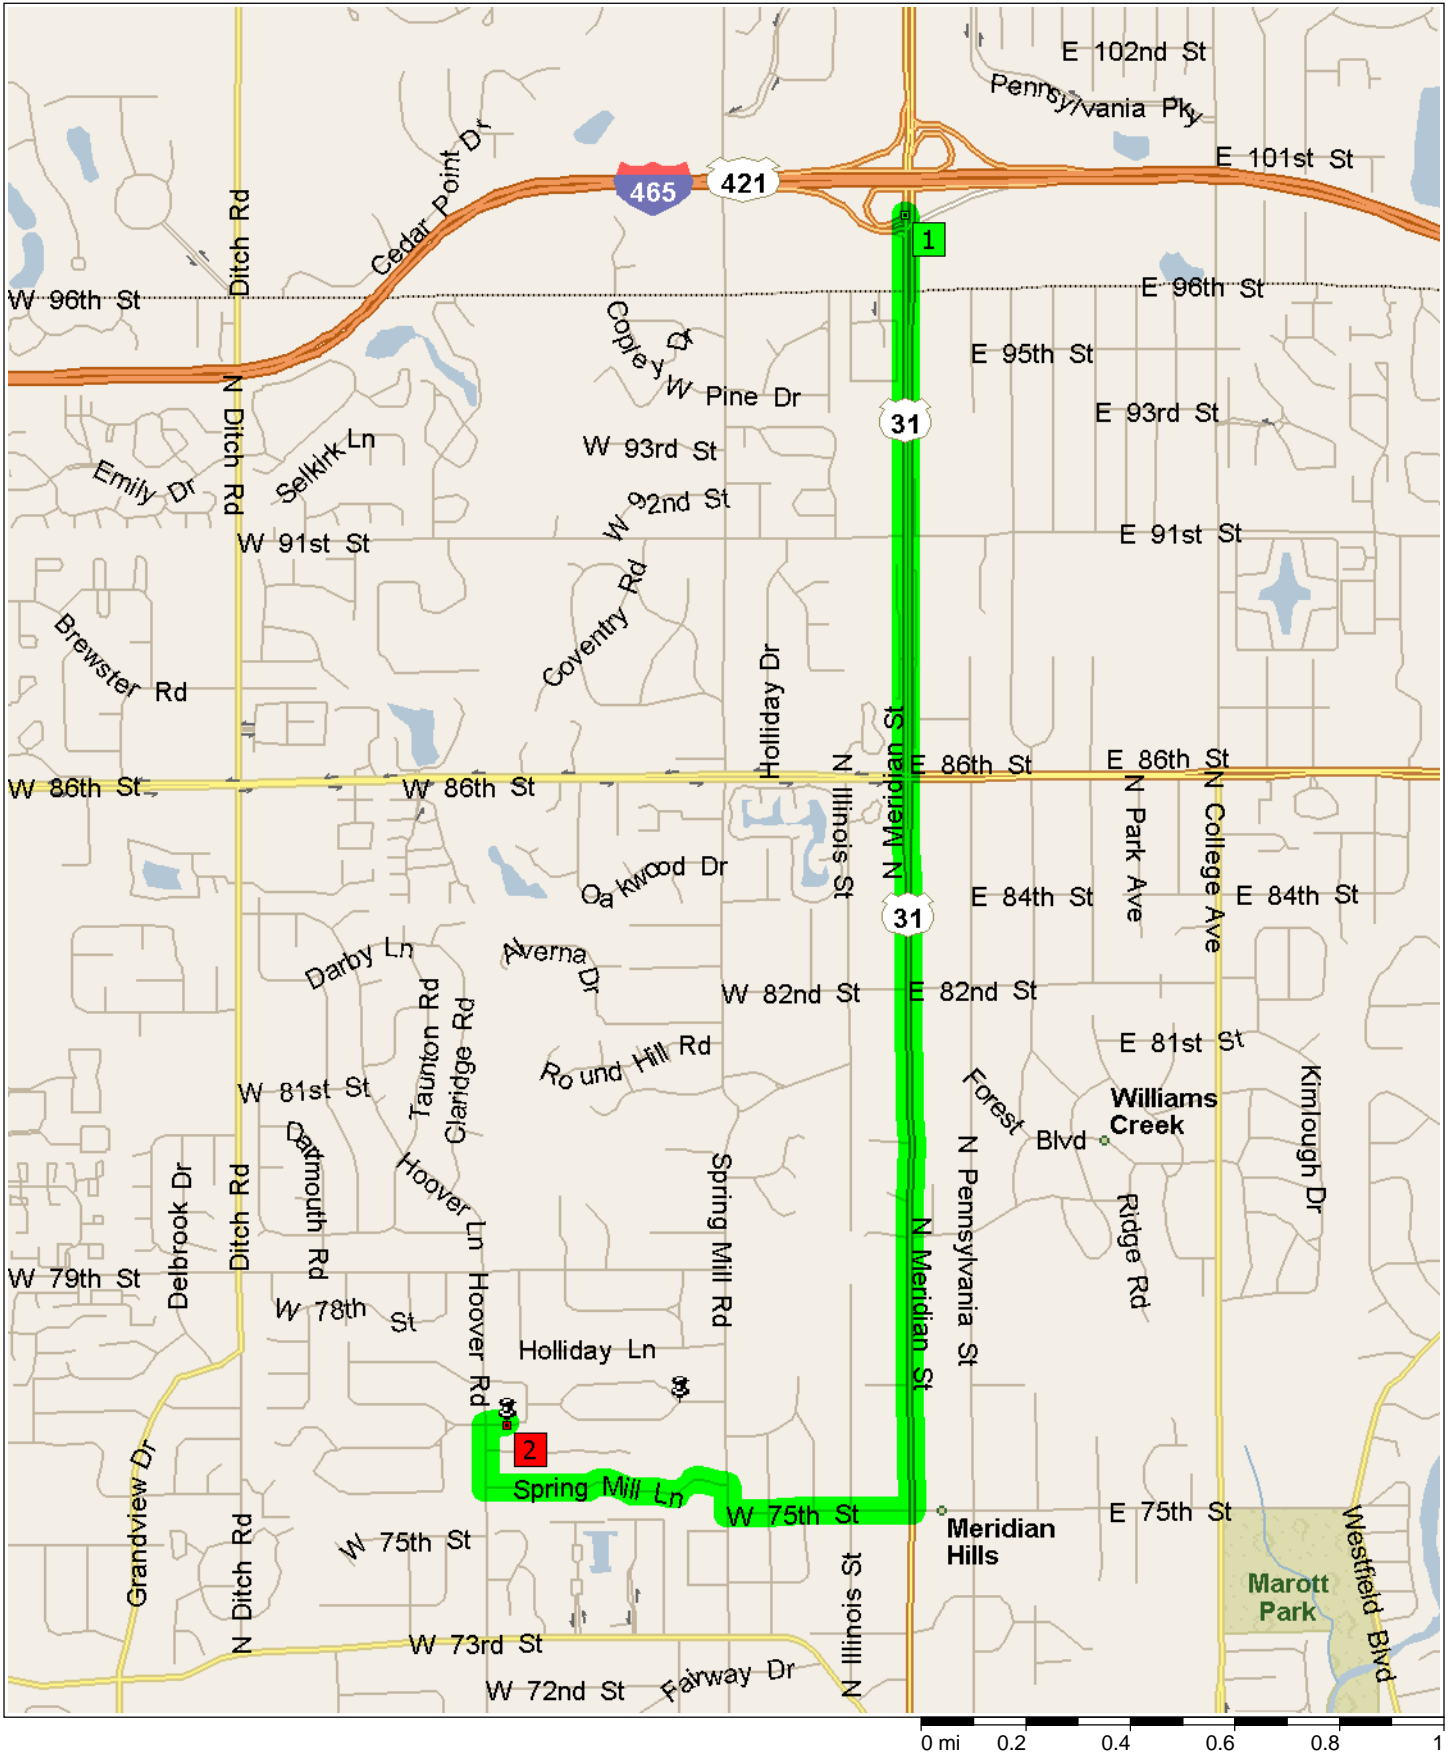 E 102nd St
Pennsylvania Pky
E 101st St
Cedar Point Dr
465
421
Ditch Rd
1
W 96th St
E 96th St
Copley Dr
E 95th St
W Pine Dr
N Ditch Rd
31
E 93rd St
Selkirk Ln
W 93rd St
Emily Dr
W 92nd St
W 91st St
E 91st St
Coventry Rd
Brewster Rd
Holliday Dr
N Meridian St
W 86th St
W 86th St
E 86th St
E 86th St
N Illinois St
N Park Ave
N College Ave
Oakwood Dr
E 84th St
E 84th St
31
Darby Ln
Alverna Dr
W 82nd St
E 82nd St
Taunton Rd
Claridge Rd
Round Hill Rd
E 81st St
W 81st St
Forest Blvd
Williams
Creek
Kimlough Dr
Dartmouth Rd
Hoover Ln
Delbrook Dr
Ditch Rd
Spring Mill Rd
N Pennsylvania St
Ridge Rd
N Meridian St
W 79th St
W 78th St
Hoover Rd
Holliday Ln
2
Spring Mill Ln
W 75th St
E 75th St
Meridian
Hills
Grandview Dr
N Ditch Rd
W 75th St
N Illinois St
Marott
Park
Westfield Blvd
W 73rd St
Fairway Dr
W 72nd St
0 mi 0.2 0.4 0.6 0.8 1